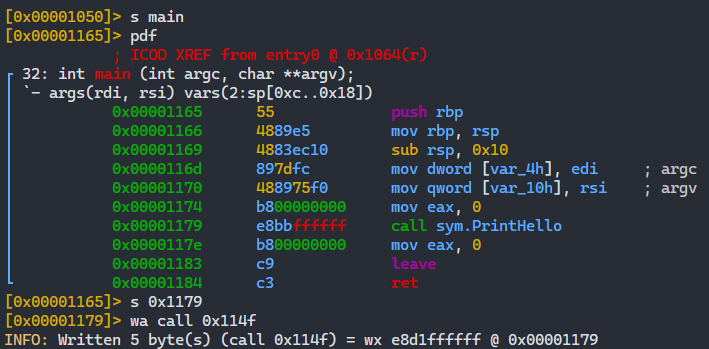 [0x00001050]> s main
[0x00001165]> pdf
; ICOD XREF from entry0 @ 0x1064(r)
32: int main (int argc, char **argv);
`- args(rdi, rsi) vars(2:sp[0xc..0x18])
0x00001165 55 push rbp
0x00001166 4889e5 mov rbp, rsp
0x00001169 4883ec10 sub rsp, 0x10
0x0000116d 897dfc mov dword [var_4h], edi ; argc
0x00001170 488975f0 mov qword [var_10h], rsi ; argv
0x00001174 b800000000 mov eax, 0
0x00001179 e8bbffffff call sym.PrintHello
0x0000117e b800000000 mov eax, 0
0x00001183 c9 leave
0x00001184 c3 ret
[0x00001165]> s 0x1179
[0x00001179]> wa call 0x114f
INFO: Written 5 byte(s) (call 0x114f) = wx e8d1ffffff @ 0x00001179